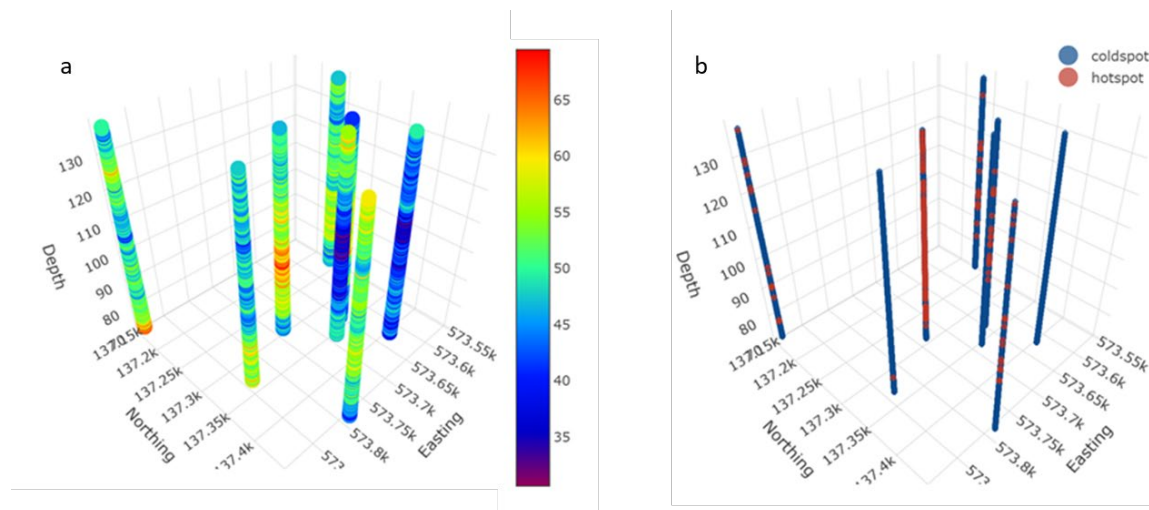 a
65
60
55
50
45
40
35
130
120
110
100
90
80
Depth
137.2k
137.25k
137.3k
137.35k
137.4k
Northing
573.55k
573.6k
573.65k
573.7k
573.75k
573.8k
Easting
b
coldspot
hotspot
130
120
110
100
90
80
Depth
137.2k
137.25k
137.3k
137.35k
137.4k
Northing
573.55k
573.6k
573.65k
573.7k
573.75k
573.8k
Easting